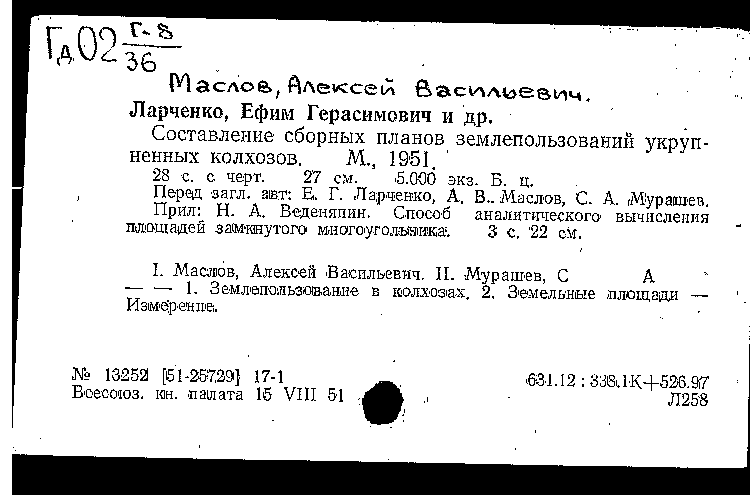 Гд02 Г-8
36
Маслов, Алексей Васильевич.
Ларченко, Ефим Герасимович и др.
Составление сборных планов землепользований укруп-
ненных колхозов. М., 1951.
28 с. с черт. 27 см. 5.000 экз. Б. ц.
Перед загл. авт: Е. Г. Ларченко, А. В. Маслов, С. А. Мурашев.
Прил: Н. А. Веденяпин. Способ аналитического вычисления
площадей замкнутого многоугольника. 3 с. 22 см.
I. Маслов, Алексей Васильевич. II. Мурашев, С А
— — 1. Землепользование в колхозах. 2. Земельные площади —
Измерение.
№ 13252 [51-25729] 17-1
Всесоюз. кн. палата 15 VIII 51
631.12 : 338.1К+526.97
Л258